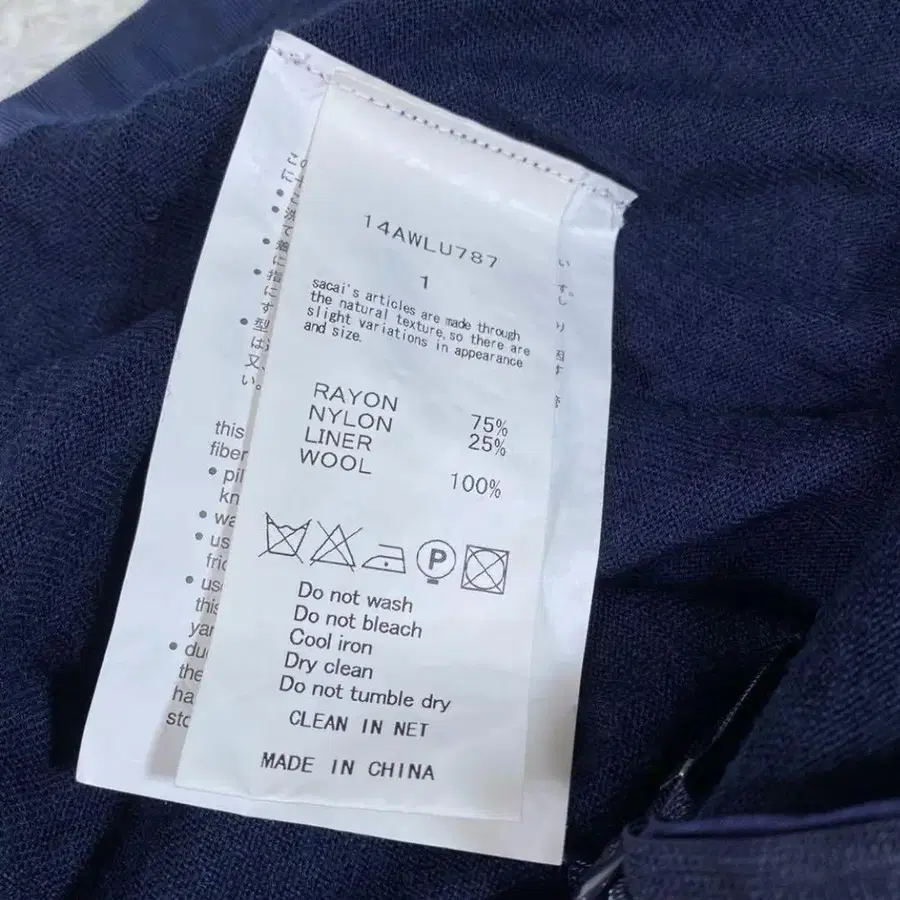 14AWLU787
1
sacai's articles are made through
the natural texture, so there are
slight variations in appearance
and size.
RAYON 75%
NYLON 25%
LINER
WOOL 100%
P
Do not wash
Do not bleach
Cool iron
Dry clean
Do not tumble dry
CLEAN IN NET
MADE IN CHINA
this
fiber